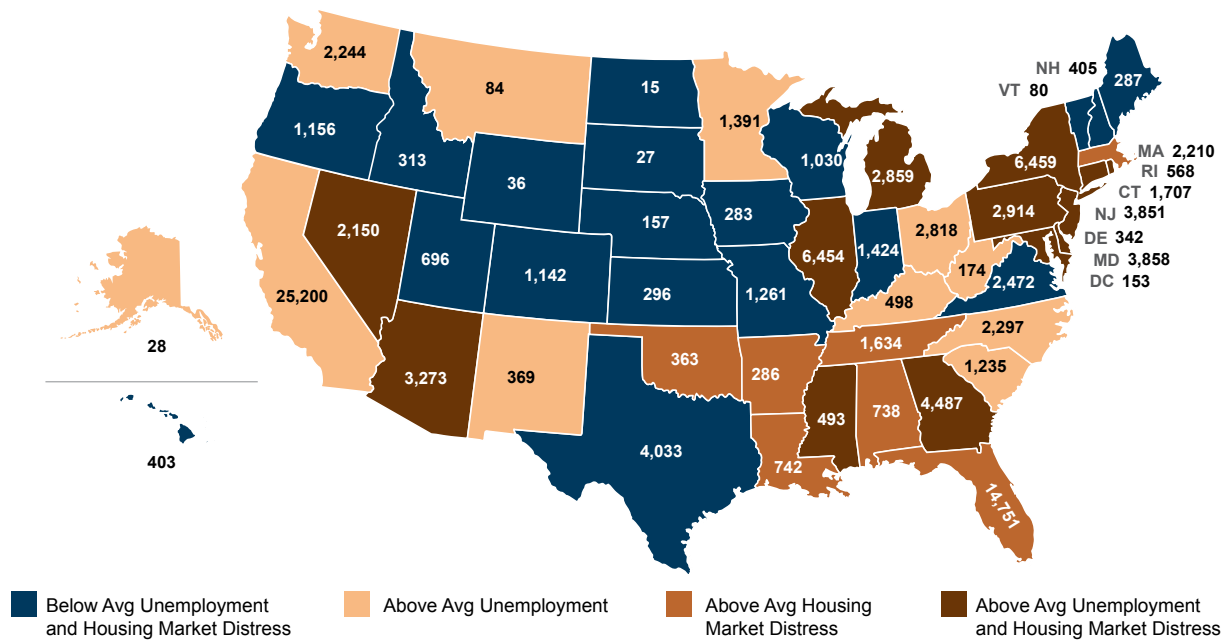 2,244
84
15
1,391
NH 405
VT 80
287
1,156
313
36
27
1,030
2,859
6,459
MA 2,210
RI 568
CT 1,707
NJ 3,851
DE 342
MD 3,858
DC 153
2,150
696
1,142
157
283
6,454
1,424
2,818
2,914
174
2,472
25,200
296
1,261
498
2,297
1,634
1,235
28
3,273
369
363
286
493
738
4,487
403
4,033
742
14,751
Below Avg Unemployment
and Housing Market Distress
Above Avg Unemployment
Above Avg Housing
Market Distress
Above Avg Unemployment
and Housing Market Distress